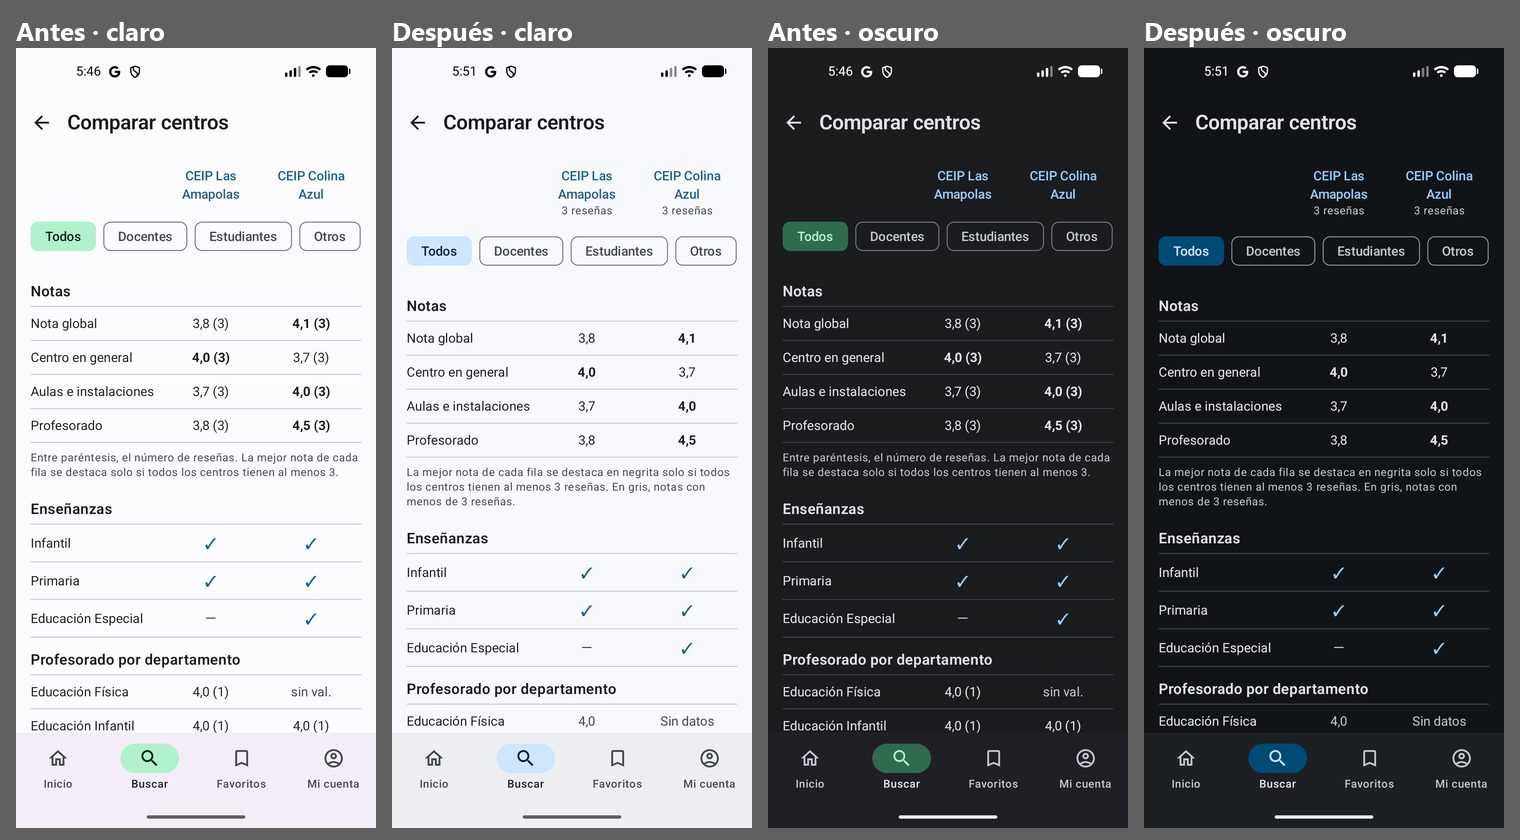 Antes · claro
5:46
Comparar centros
CEIP Las Amapolas
CEIP Colina Azul
Todos Docentes Estudiantes Otros
Notas
Nota global 3,8 (3) 4,1 (3)
Centro en general 4,0 (3) 3,7 (3)
Aulas e instalaciones 3,7 (3) 4,0 (3)
Profesorado 3,8 (3) 4,5 (3)
Entre paréntesis, el número de reseñas. La mejor nota de cada
fila se destaca solo si todos los centros tienen al menos 3.
Enseñanzas
Infantil ✓ ✓
Primaria ✓ ✓
Educación Especial — ✓
Profesorado por departamento
Educación Física 4,0 (1) sin val.
Educación Infantil 4,0 (1) 4,0 (1)
Inicio Buscar Favoritos Mi cuenta
Después · claro
5:51
Comparar centros
CEIP Las Amapolas
3 reseñas
CEIP Colina Azul
3 reseñas
Todos Docentes Estudiantes Otros
Notas
Nota global 3,8 4,1
Centro en general 4,0 3,7
Aulas e instalaciones 3,7 4,0
Profesorado 3,8 4,5
La mejor nota de cada fila se destaca en negrita solo si todos
los centros tienen al menos 3 reseñas. En gris, notas con
menos de 3 reseñas.
Enseñanzas
Infantil ✓ ✓
Primaria ✓ ✓
Educación Especial — ✓
Profesorado por departamento
Educación Física 4,0 Sin datos
Inicio Buscar Favoritos Mi cuenta
Antes · oscuro
5:46
Comparar centros
CEIP Las Amapolas
CEIP Colina Azul
Todos Docentes Estudiantes Otros
Notas
Nota global 3,8 (3) 4,1 (3)
Centro en general 4,0 (3) 3,7 (3)
Aulas e instalaciones 3,7 (3) 4,0 (3)
Profesorado 3,8 (3) 4,5 (3)
Entre paréntesis, el número de reseñas. La mejor nota de cada
fila se destaca solo si todos los centros tienen al menos 3.
Enseñanzas
Infantil ✓ ✓
Primaria ✓ ✓
Educación Especial — ✓
Profesorado por departamento
Educación Física 4,0 (1) sin val.
Educación Infantil 4,0 (1) 4,0 (1)
Inicio Buscar Favoritos Mi cuenta
Después · oscuro
5:51
Comparar centros
CEIP Las Amapolas
3 reseñas
CEIP Colina Azul
3 reseñas
Todos Docentes Estudiantes Otros
Notas
Nota global 3,8 4,1
Centro en general 4,0 3,7
Aulas e instalaciones 3,7 4,0
Profesorado 3,8 4,5
La mejor nota de cada fila se destaca en negrita solo si todos
los centros tienen al menos 3 reseñas. En gris, notas con
menos de 3 reseñas.
Enseñanzas
Infantil ✓ ✓
Primaria ✓ ✓
Educación Especial — ✓
Profesorado por departamento
Educación Física 4,0 Sin datos
Inicio Buscar Favoritos Mi cuenta